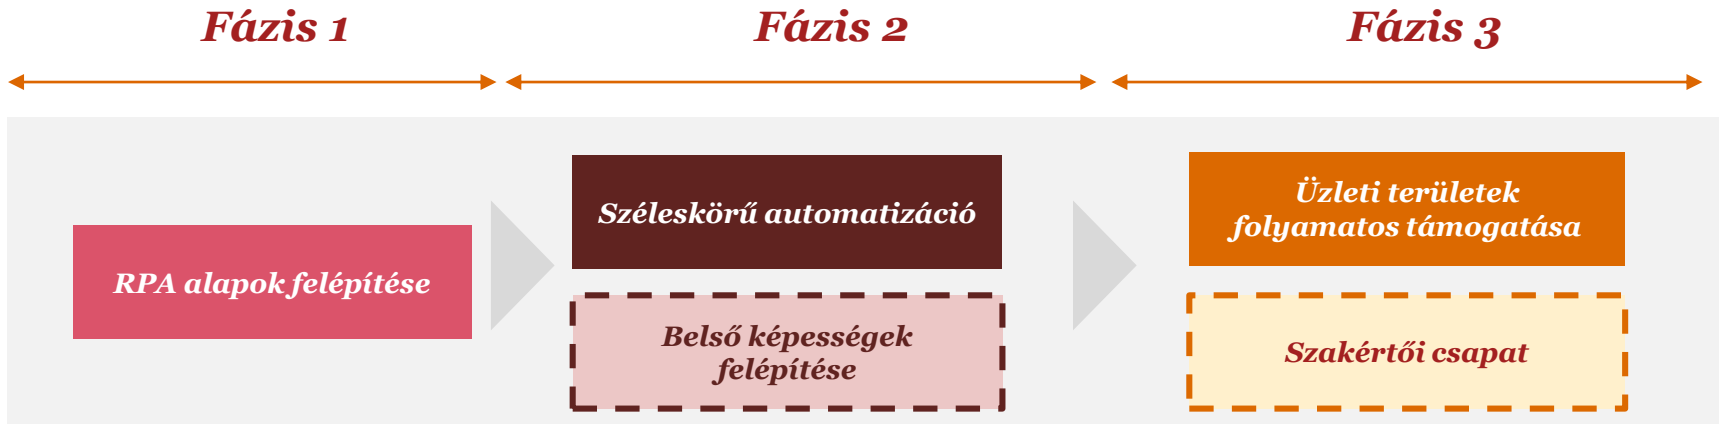 Fázis 1
Fázis 2
Fázis 3
RPA alapok felépítése
Széleskörű automatizáció
Belső képességek
felépítése
Üzleti területek
folyamatos támogatása
Szakértői csapat